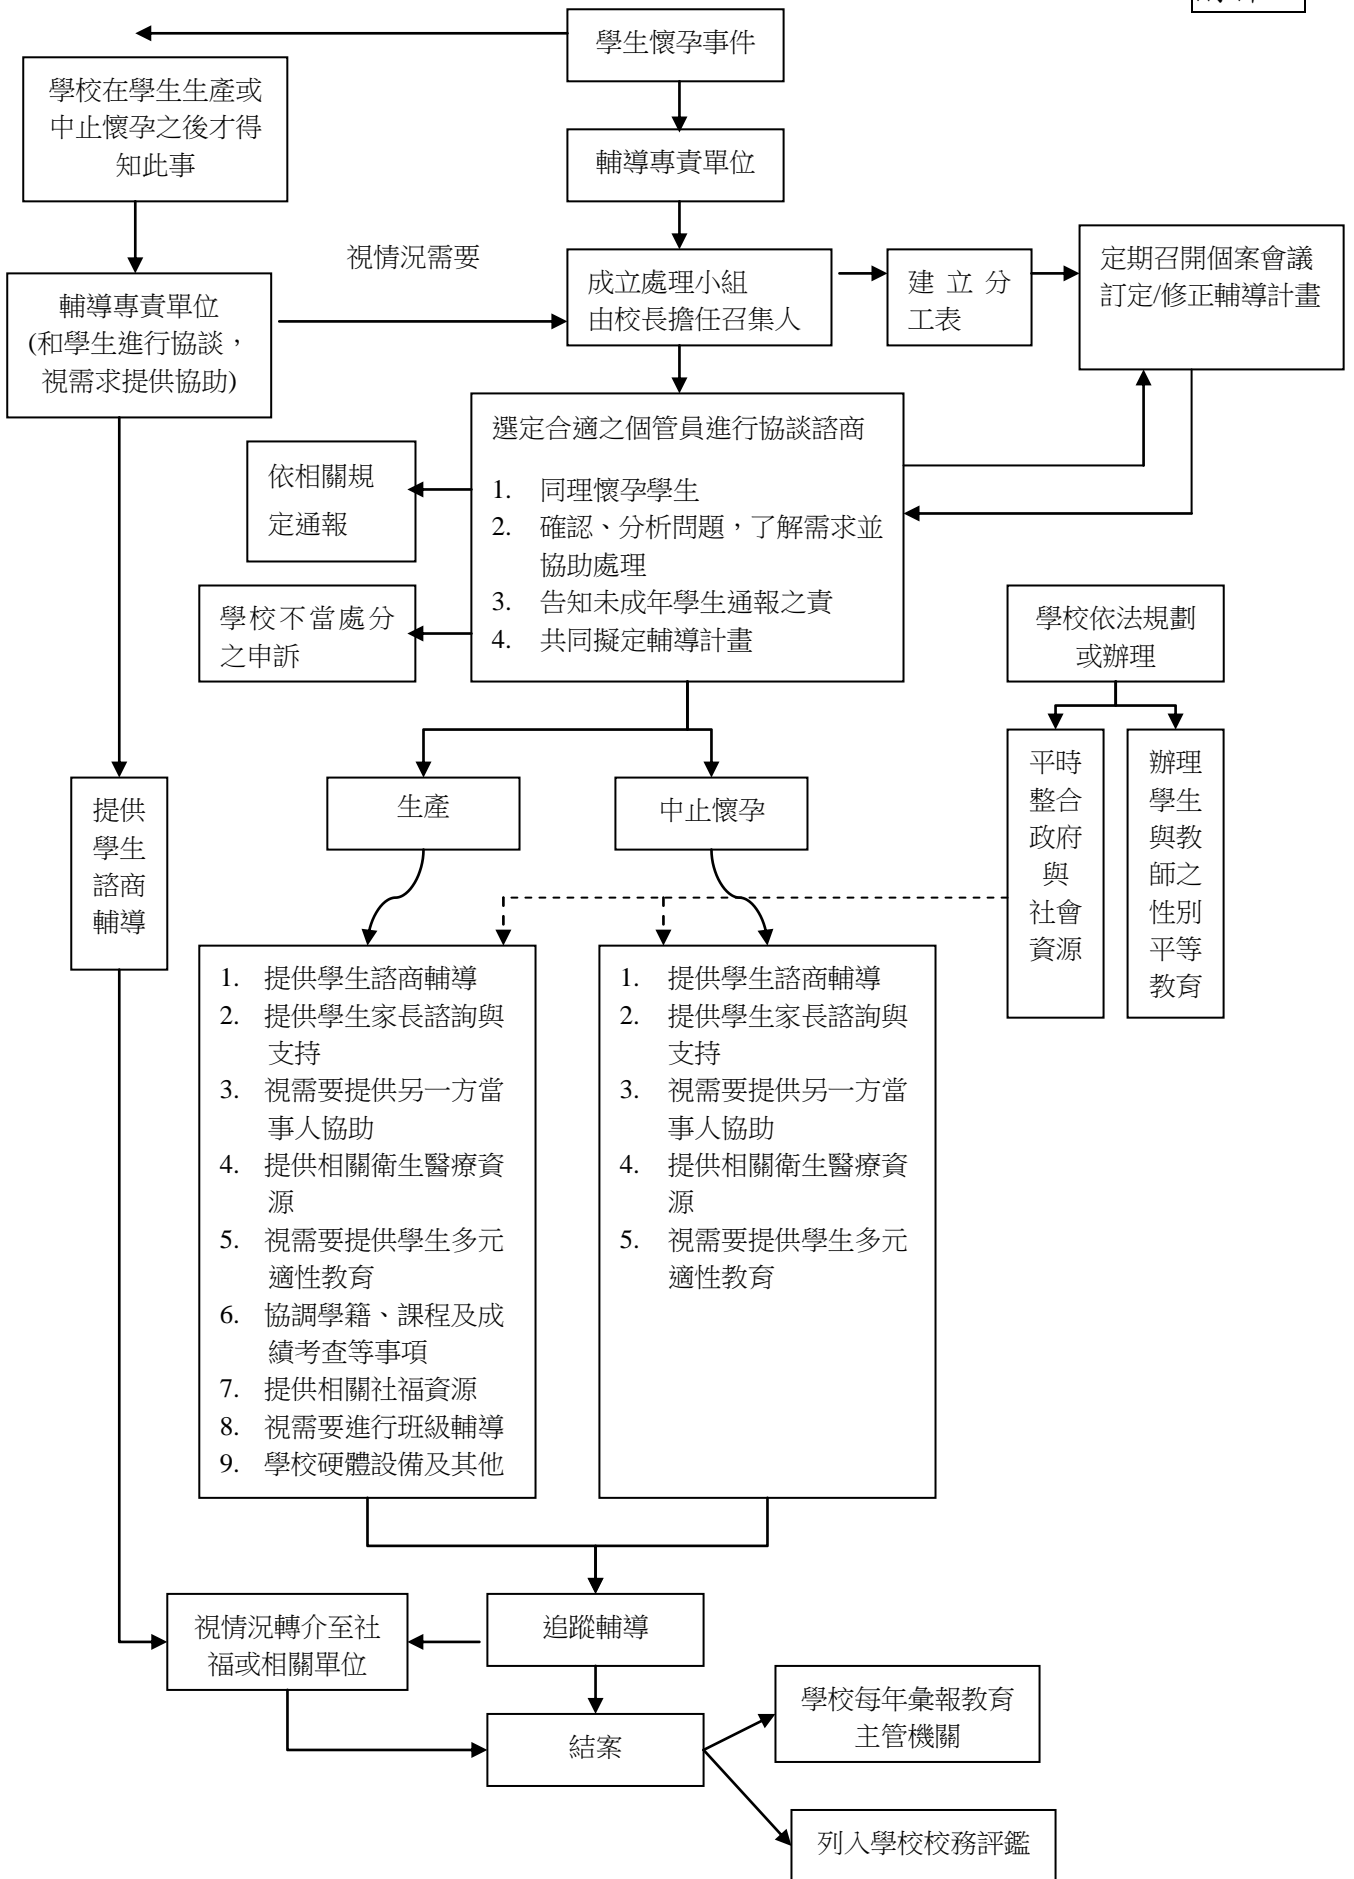 學生懷孕事件
學校在學生生產或
中止懷孕之後才得
知此事
輔導專責單位
視情況需要
輔導專責單位
(和學生進行協談，
視需求提供協助)
成立處理小組
由校長擔任召集人
建立分
工表
定期召開個案會議
訂定/修正輔導計畫
選定合適之個管員進行協談諮商
1. 同理懷孕學生
2. 確認、分析問題，了解需求並
協助處理
3. 告知未成年學生通報之責
4. 共同擬定輔導計畫
依相關規
定通報
學校不當處分
之申訴
學校依法規劃
或辦理
平時
整合
政府
與
社會
資源
辦理
學生
與教
師之
性別
平等
教育
提供
學生
諮商
輔導
生產
中止懷孕
1. 提供學生諮商輔導
2. 提供學生家長諮詢與
支持
3. 視需要提供另一方當
事人協助
4. 提供相關衛生醫療資
源
5. 視需要提供學生多元
適性教育
6. 協調學籍、課程及成
績考查等事項
7. 提供相關社福資源
8. 視需要進行班級輔導
9. 學校硬體設備及其他
1. 提供學生諮商輔導
2. 提供學生家長諮詢與
支持
3. 視需要提供另一方當
事人協助
4. 提供相關衛生醫療資
源
5. 視需要提供學生多元
適性教育
視情況轉介至社
福或相關單位
追蹤輔導
結案
學校每年彙報教育
主管機關
列入學校校務評鑑